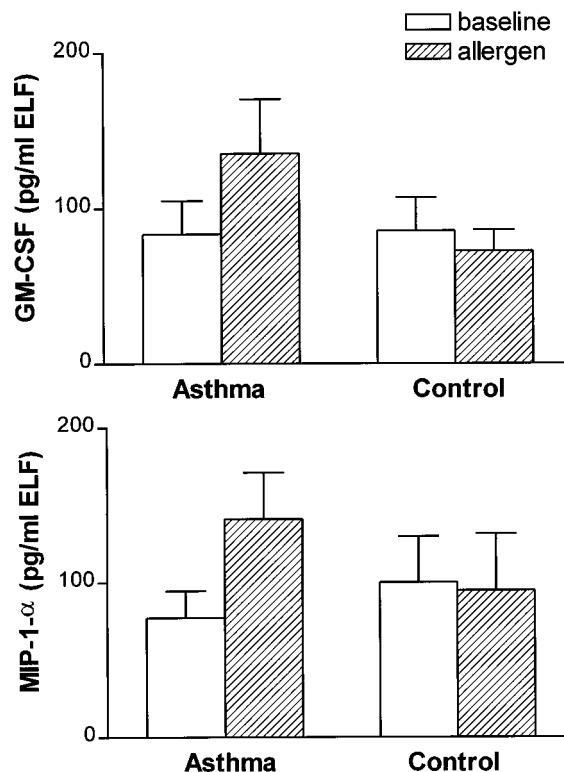 baseline
allergen
GM-CSF (pg/ml ELF)
200
100
0
Asthma Control
MIP-1-α (pg/ml ELF)
200
100
0
Asthma Control